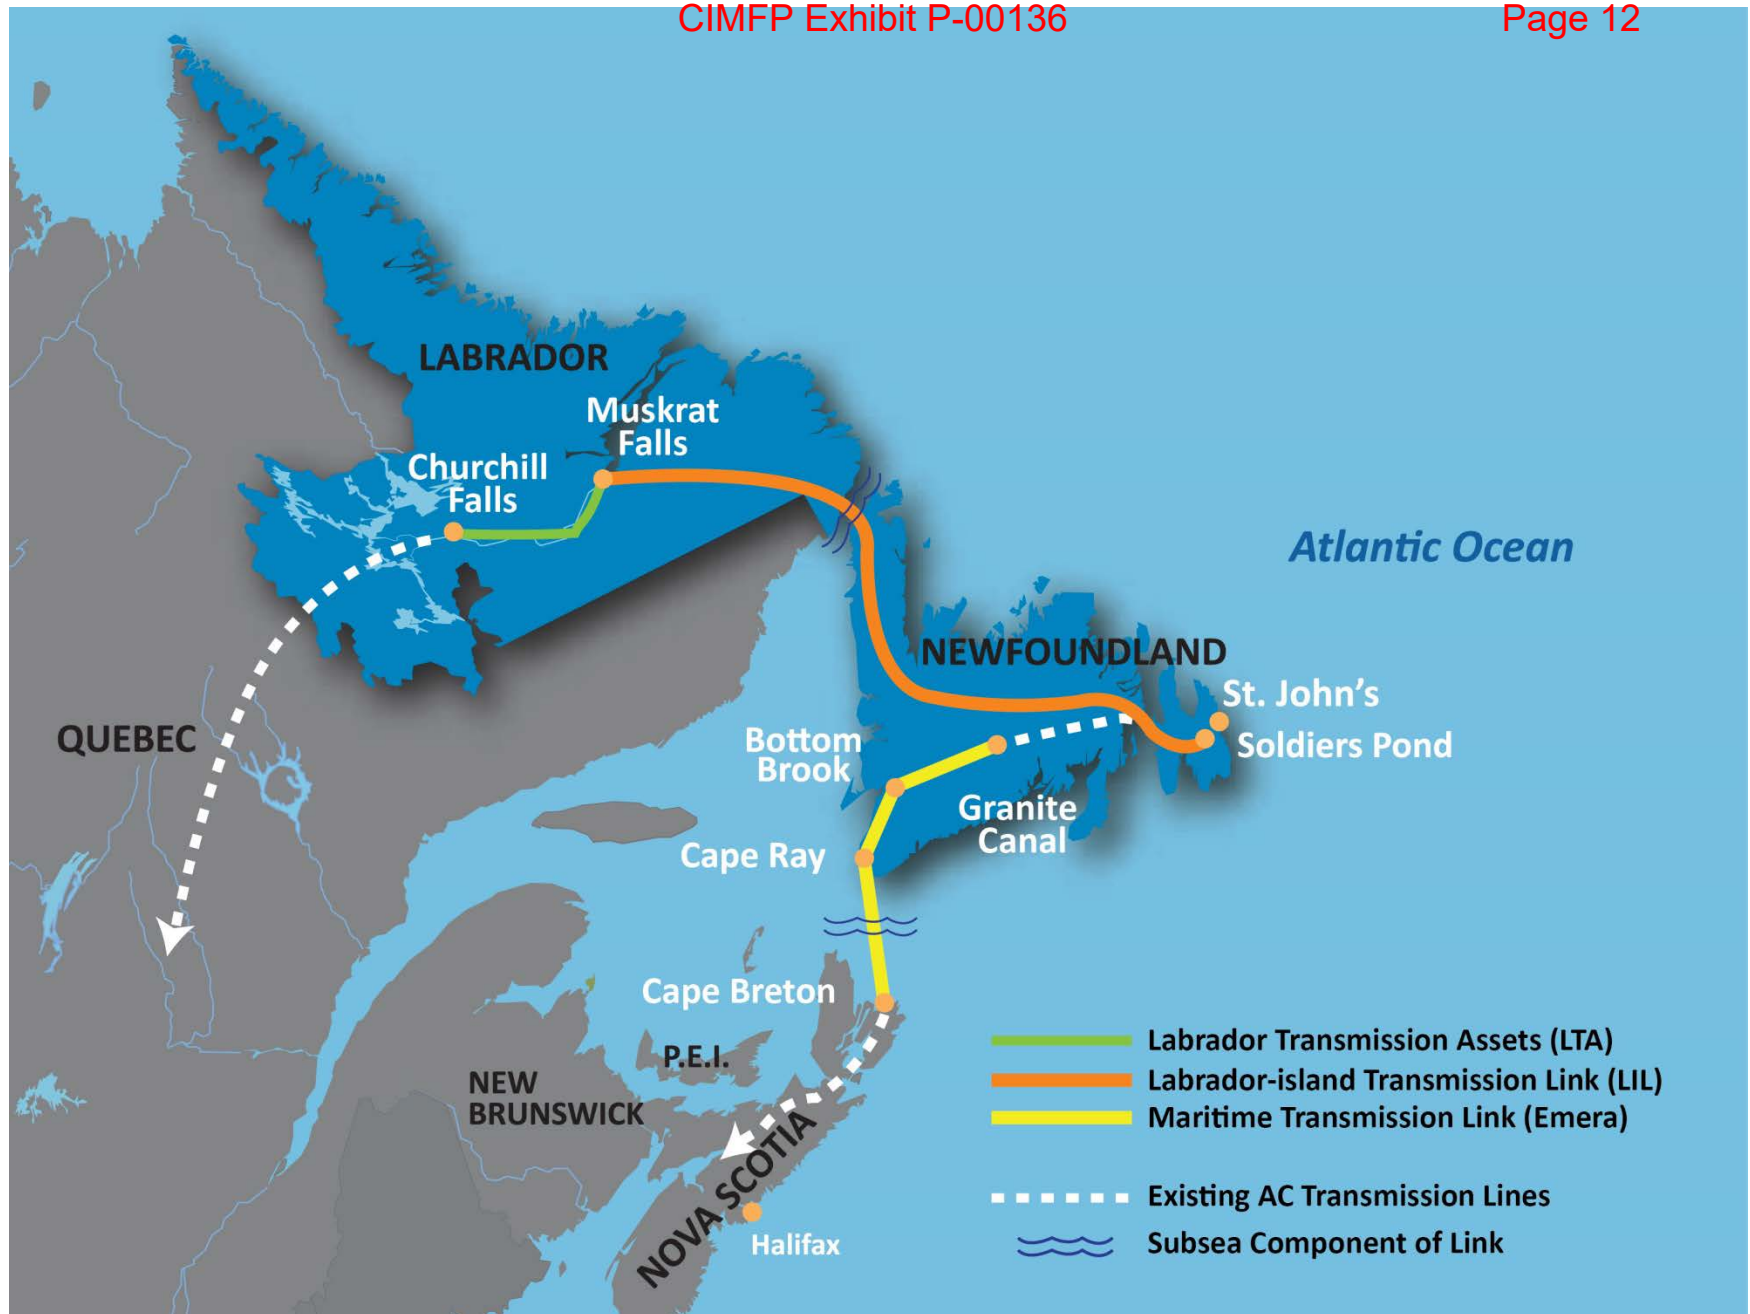 CIMFP Exhibit P-00136
Page 12
LABRADOR
Muskrat
Falls
Churchill
Falls
Atlantic Ocean
NEWFOUNDLAND
St. John's
Soldiers Pond
QUEBEC
Bottom
Brook
Granite
Canal
Cape Ray
Cape Breton
P.E.I.
NEW
BRUNSWICK
NOVA SCOTIA
Halifax
Labrador Transmission Assets (LTA)
Labrador-island Transmission Link (LIL)
Maritime Transmission Link (Emera)
Existing AC Transmission Lines
Subsea Component of Link